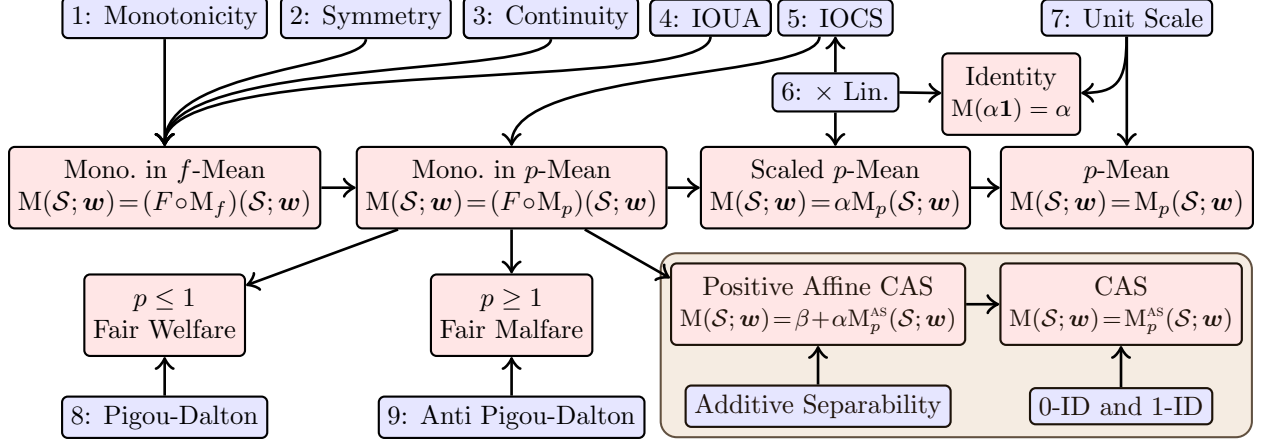 1: Monotonicity
2: Symmetry
3: Continuity
4: IOUA
5: IOCS
7: Unit Scale
6: × Lin.
Identity
M(α𝟏) = α
Mono. in f-Mean
M(𝒮; 𝒘)=(F∘M_f)(𝒮; 𝒘)
Mono. in p-Mean
M(𝒮; 𝒘)=(F∘M_p)(𝒮; 𝒘)
Scaled p-Mean
M(𝒮; 𝒘)=αM_p(𝒮; 𝒘)
p-Mean
M(𝒮; 𝒘)=M_p(𝒮; 𝒘)
p ≤ 1
Fair Welfare
p ≥ 1
Fair Malfare
Positive Affine CAS
M(𝒮; 𝒘)=β+αM_p^AS(𝒮; 𝒘)
CAS
M(𝒮; 𝒘)=M_p^AS(𝒮; 𝒘)
8: Pigou-Dalton
9: Anti Pigou-Dalton
Additive Separability
0-ID and 1-ID